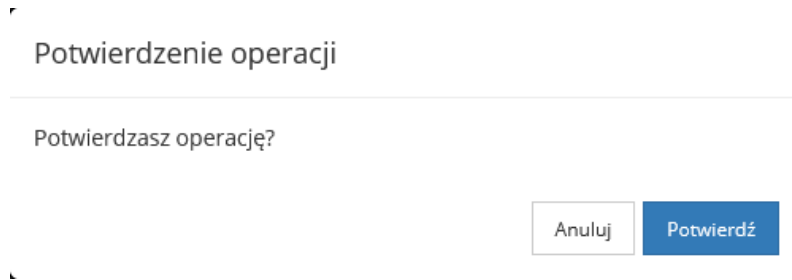 Potwierdzenie operacji
Potwierdzasz operację?
Anuluj Potwierdź